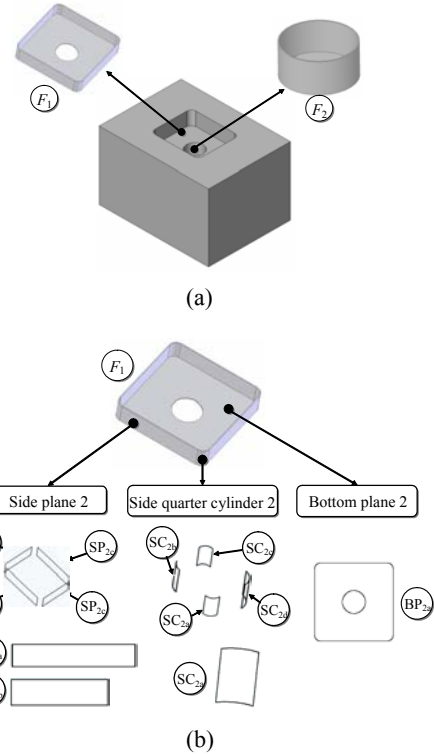 F1
F2
(a)
F1
Side plane 2
Side quarter cylinder 2
Bottom plane 2
SP2c
SC2b
SC2c
SP2c
SC2a
SC2d
BP2a
SC2a
(b)